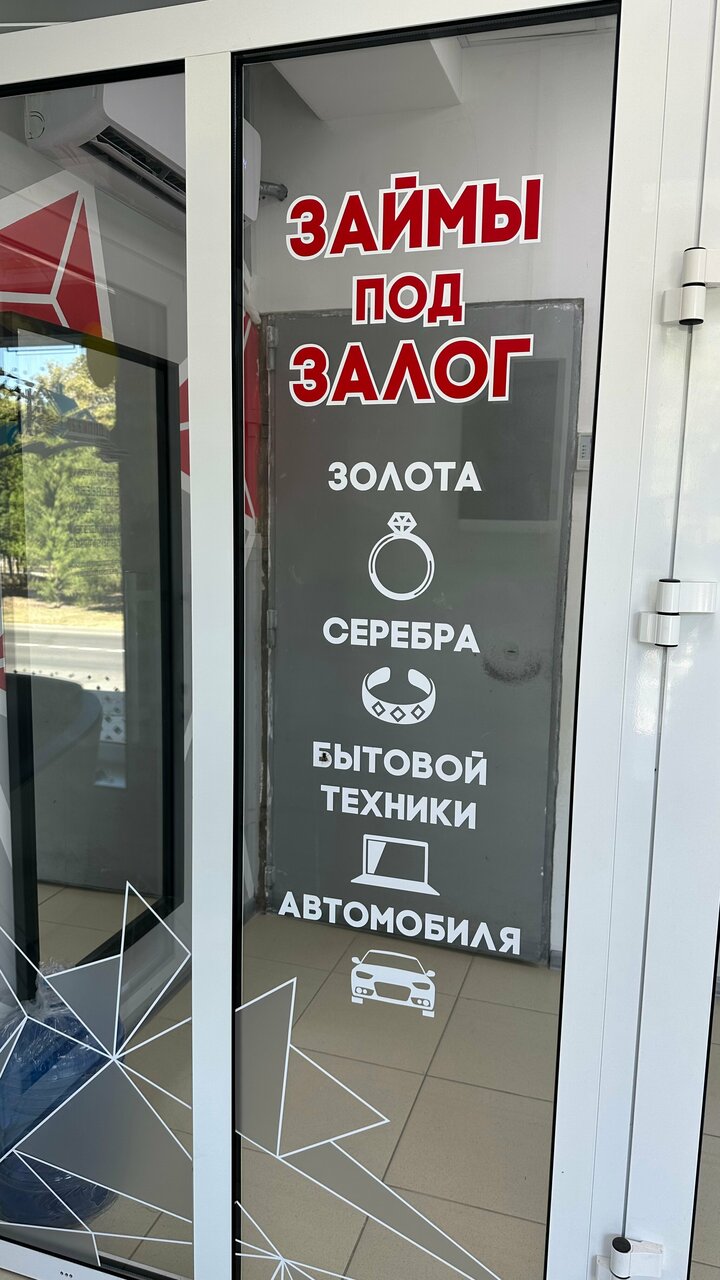 ЗАЙМЫ
ПОД
ЗАЛОГ
ЗОЛОТА
СЕРЕБРА
БЫТОВОЙ
ТЕХНИКИ
АВТОМОБИЛЯ